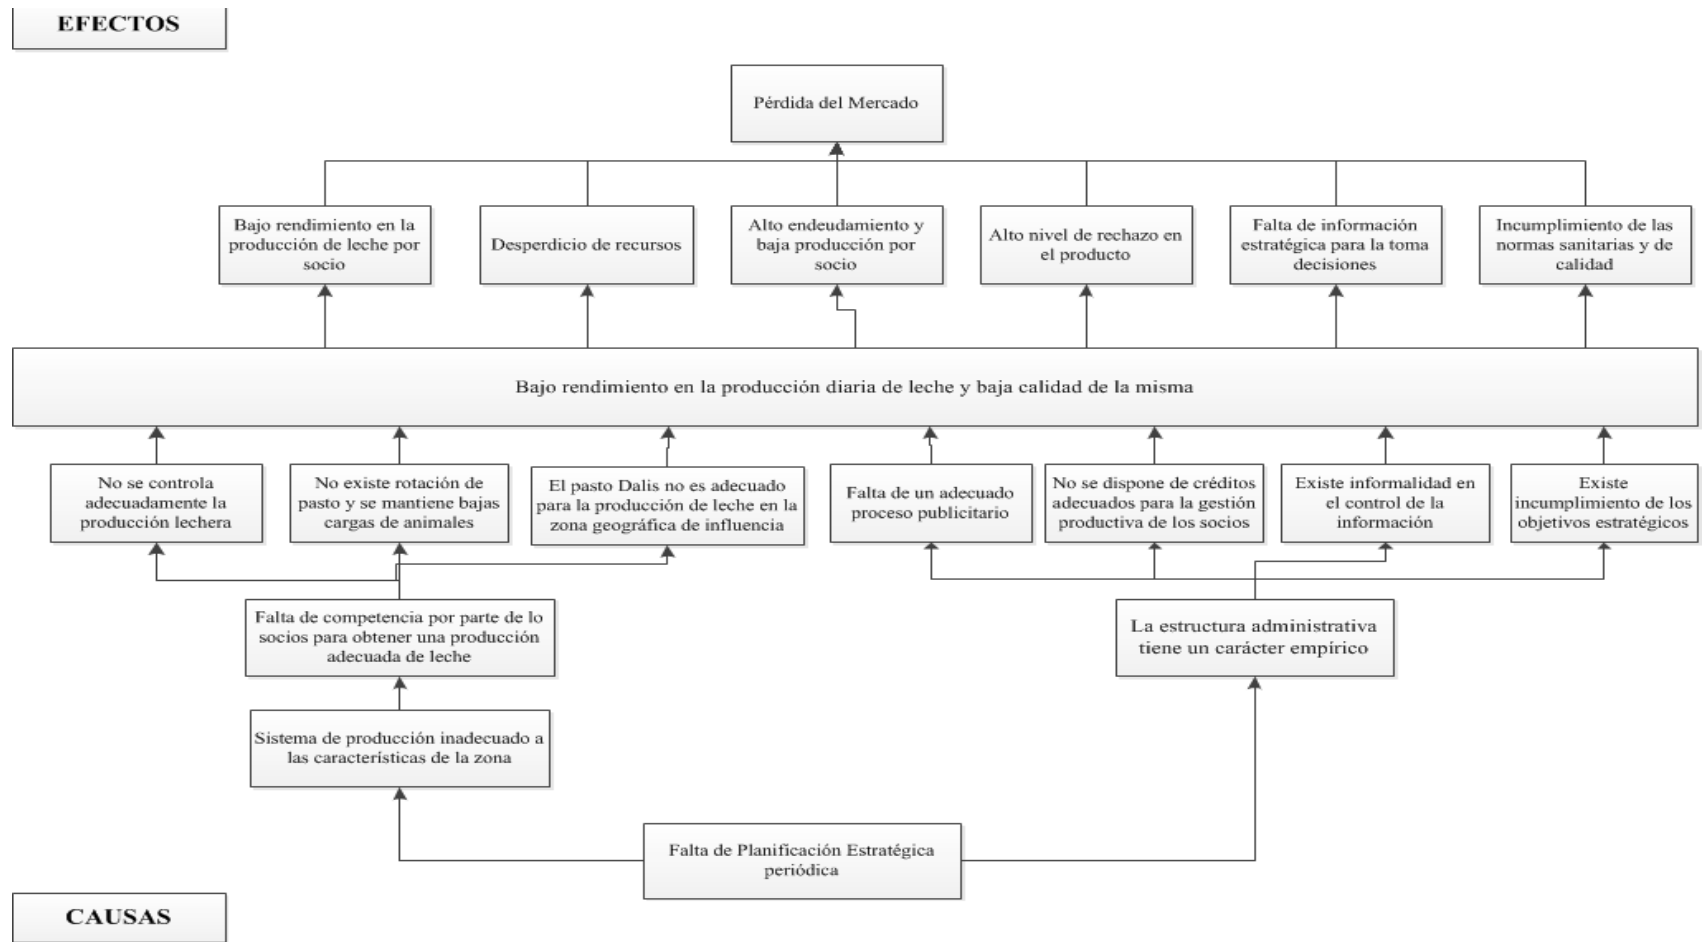 EFECTOS
Pérdida del Mercado
Bajo rendimiento en la
producción de leche por
socio
Desperdicio de recursos
Alto endeudamiento y
baja producción por
socio
Alto nivel de rechazo en
el producto
Falta de información
estratégica para la toma
decisiones
Incumplimiento de las
normas sanitarias y de
calidad
Bajo rendimiento en la producción diaria de leche y baja calidad de la misma
No se controla
adecuadamente la
producción lechera
No existe rotación de
pasto y se mantiene bajas
cargas de animales
El pasto Dalis no es adecuado
para la producción de leche en la
zona geográfica de influencia
Falta de un adecuado
proceso publicitario
No se dispone de créditos
adecuados para la gestión
productiva de los socios
Existe informalidad en
el control de la
información
Existe
incumplimiento de los
objetivos estratégicos
Falta de competencia por parte de lo
socios para obtener una producción
adecuada de leche
La estructura administrativa
tiene un carácter empírico
Sistema de producción inadecuado a
las características de la zona
Falta de Planificación Estratégica
periódica
CAUSAS